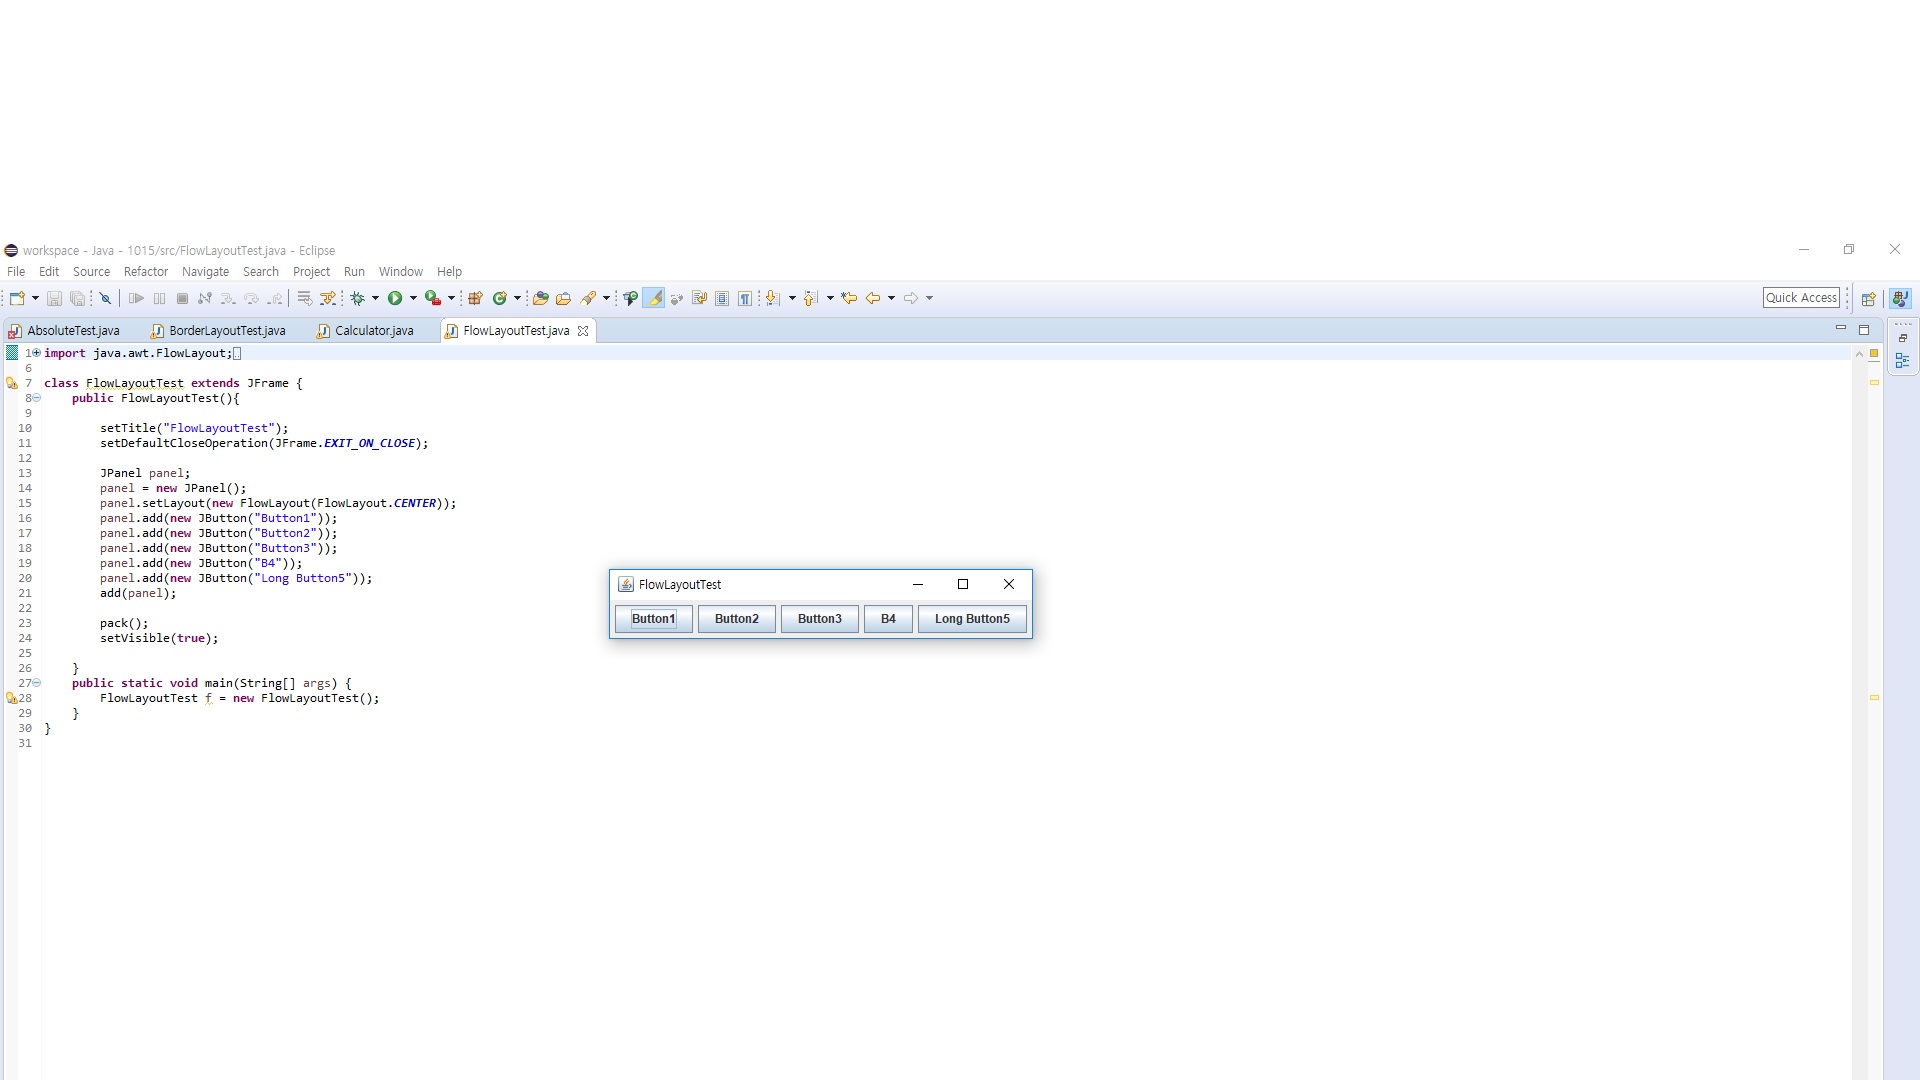 workspace - Java - 1015/src/FlowLayoutTest.java - Eclipse
File Edit Source Refactor Navigate Search Project Run Window Help
Quick Access
AbsoluteTest.java BorderLayoutTest.java Calculator.java FlowLayoutTest.java
1 import java.awt.FlowLayout;
6
7 class FlowLayoutTest extends JFrame {
8 public FlowLayoutTest(){
9
10 setTitle("FlowLayoutTest");
11 setDefaultCloseOperation(JFrame.EXIT_ON_CLOSE);
12
13 JPanel panel;
14 panel = new JPanel();
15 panel.setLayout(new FlowLayout(FlowLayout.CENTER));
16 panel.add(new JButton("Button1"));
17 panel.add(new JButton("Button2"));
18 panel.add(new JButton("Button3"));
19 panel.add(new JButton("B4"));
20 panel.add(new JButton("Long Button5"));
21 add(panel);
22
23 pack();
24 setVisible(true);
25
26 }
27 public static void main(String[] args) {
28 FlowLayoutTest f = new FlowLayoutTest();
29 }
30 }
31
FlowLayoutTest
Button1 Button2 Button3 B4 Long Button5